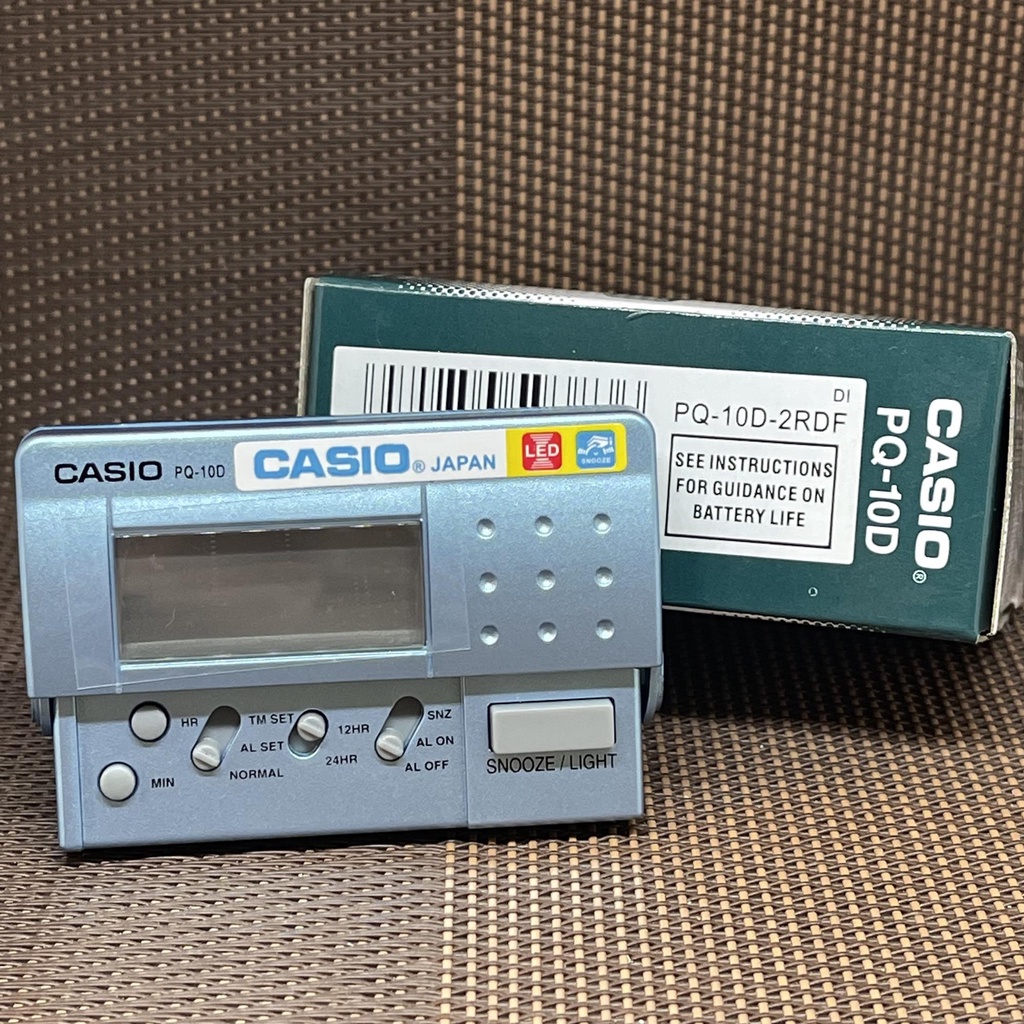 DI
PQ-10D-2RDF
SEE INSTRUCTIONS
FOR GUIDANCE ON
BATTERY LIFE
CASIO®
PQ-10D
CASIO PQ-10D
CASIO® JAPAN
LED
SNOOZE
HR
MIN
TM SET
AL SET
NORMAL
12HR
24HR
SNZ
AL ON
AL OFF
SNOOZE / LIGHT